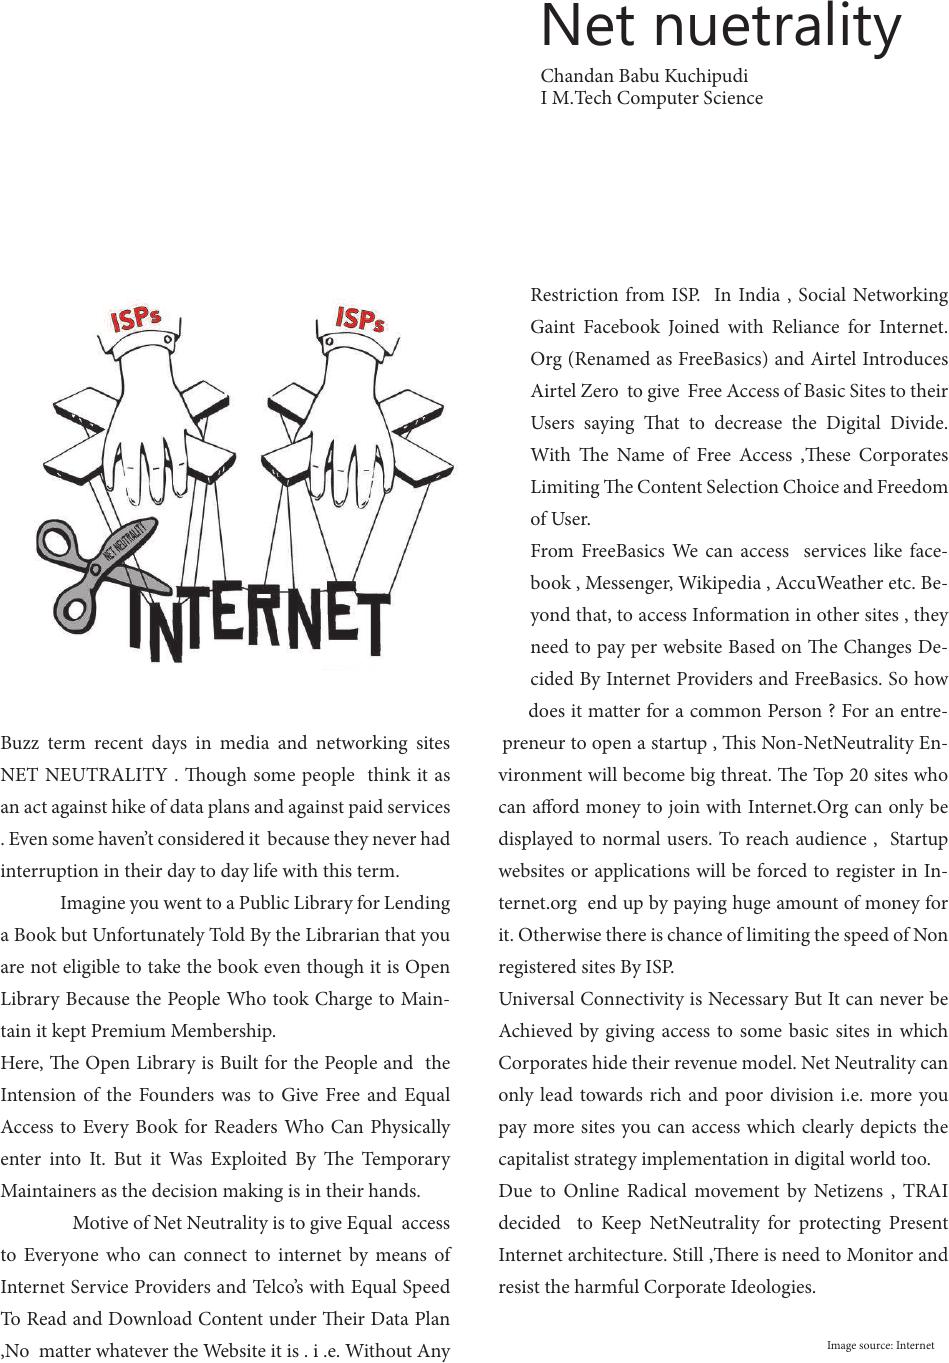 Net nuetrality
Chandan Babu Kuchipudi
I M.Tech Computer Science
ISPs
ISPs
NET NEUTRALITY
INTERNET
Buzz term recent days in media and networking sites
NET NEUTRALITY . Though some people think it as
an act against hike of data plans and against paid services
. Even some haven’t considered it because they never had
interruption in their day to day life with this term.
Imagine you went to a Public Library for Lending
a Book but Unfortunately Told By the Librarian that you
are not eligible to take the book even though it is Open
Library Because the People Who took Charge to Main-
tain it kept Premium Membership.
Here, The Open Library is Built for the People and the
Intension of the Founders was to Give Free and Equal
Access to Every Book for Readers Who Can Physically
enter into It. But it Was Exploited By The Temporary
Maintainers as the decision making is in their hands.
Motive of Net Neutrality is to give Equal access
to Everyone who can connect to internet by means of
Internet Service Providers and Telco’s with Equal Speed
To Read and Download Content under Their Data Plan
,No matter whatever the Website it is . i .e. Without Any
Restriction from ISP. In India , Social Networking
Gaint Facebook Joined with Reliance for Internet.
Org (Renamed as FreeBasics) and Airtel Introduces
Airtel Zero to give Free Access of Basic Sites to their
Users saying That to decrease the Digital Divide.
With The Name of Free Access ,These Corporates
Limiting The Content Selection Choice and Freedom
of User.
From FreeBasics We can access services like face-
book , Messenger, Wikipedia , AccuWeather etc. Be-
yond that, to access Information in other sites , they
need to pay per website Based on The Changes De-
cided By Internet Providers and FreeBasics. So how
does it matter for a common Person ? For an entre-
preneur to open a startup , This Non-NetNeutrality En-
vironment will become big threat. The Top 20 sites who
can afford money to join with Internet.Org can only be
displayed to normal users. To reach audience , Startup
websites or applications will be forced to register in In-
ternet.org end up by paying huge amount of money for
it. Otherwise there is chance of limiting the speed of Non
registered sites By ISP.
Universal Connectivity is Necessary But It can never be
Achieved by giving access to some basic sites in which
Corporates hide their revenue model. Net Neutrality can
only lead towards rich and poor division i.e. more you
pay more sites you can access which clearly depicts the
capitalist strategy implementation in digital world too.
Due to Online Radical movement by Netizens , TRAI
decided to Keep NetNeutrality for protecting Present
Internet architecture. Still ,There is need to Monitor and
resist the harmful Corporate Ideologies.
Image source: Internet